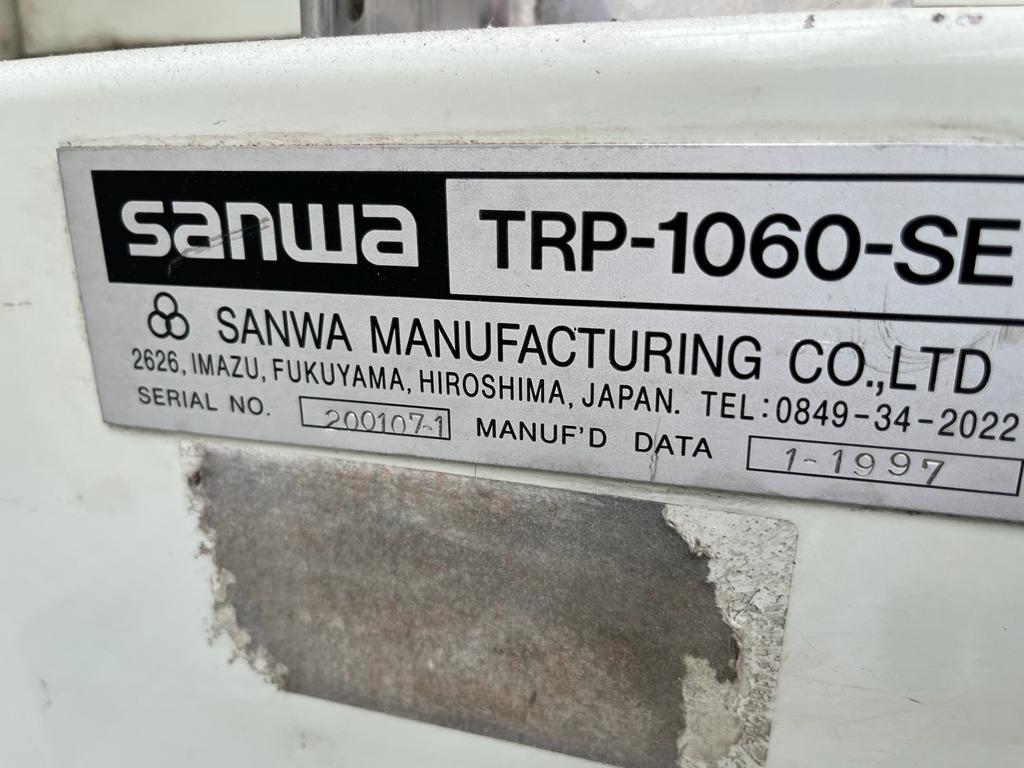 sanwa TRP-1060-SE
SANWA MANUFACTURING CO.,LTD
2626, IMAZU, FUKUYAMA, HIROSHIMA, JAPAN. TEL:0849-34-2022
SERIAL NO. 200107-1 MANUF'D DATA 1-1997